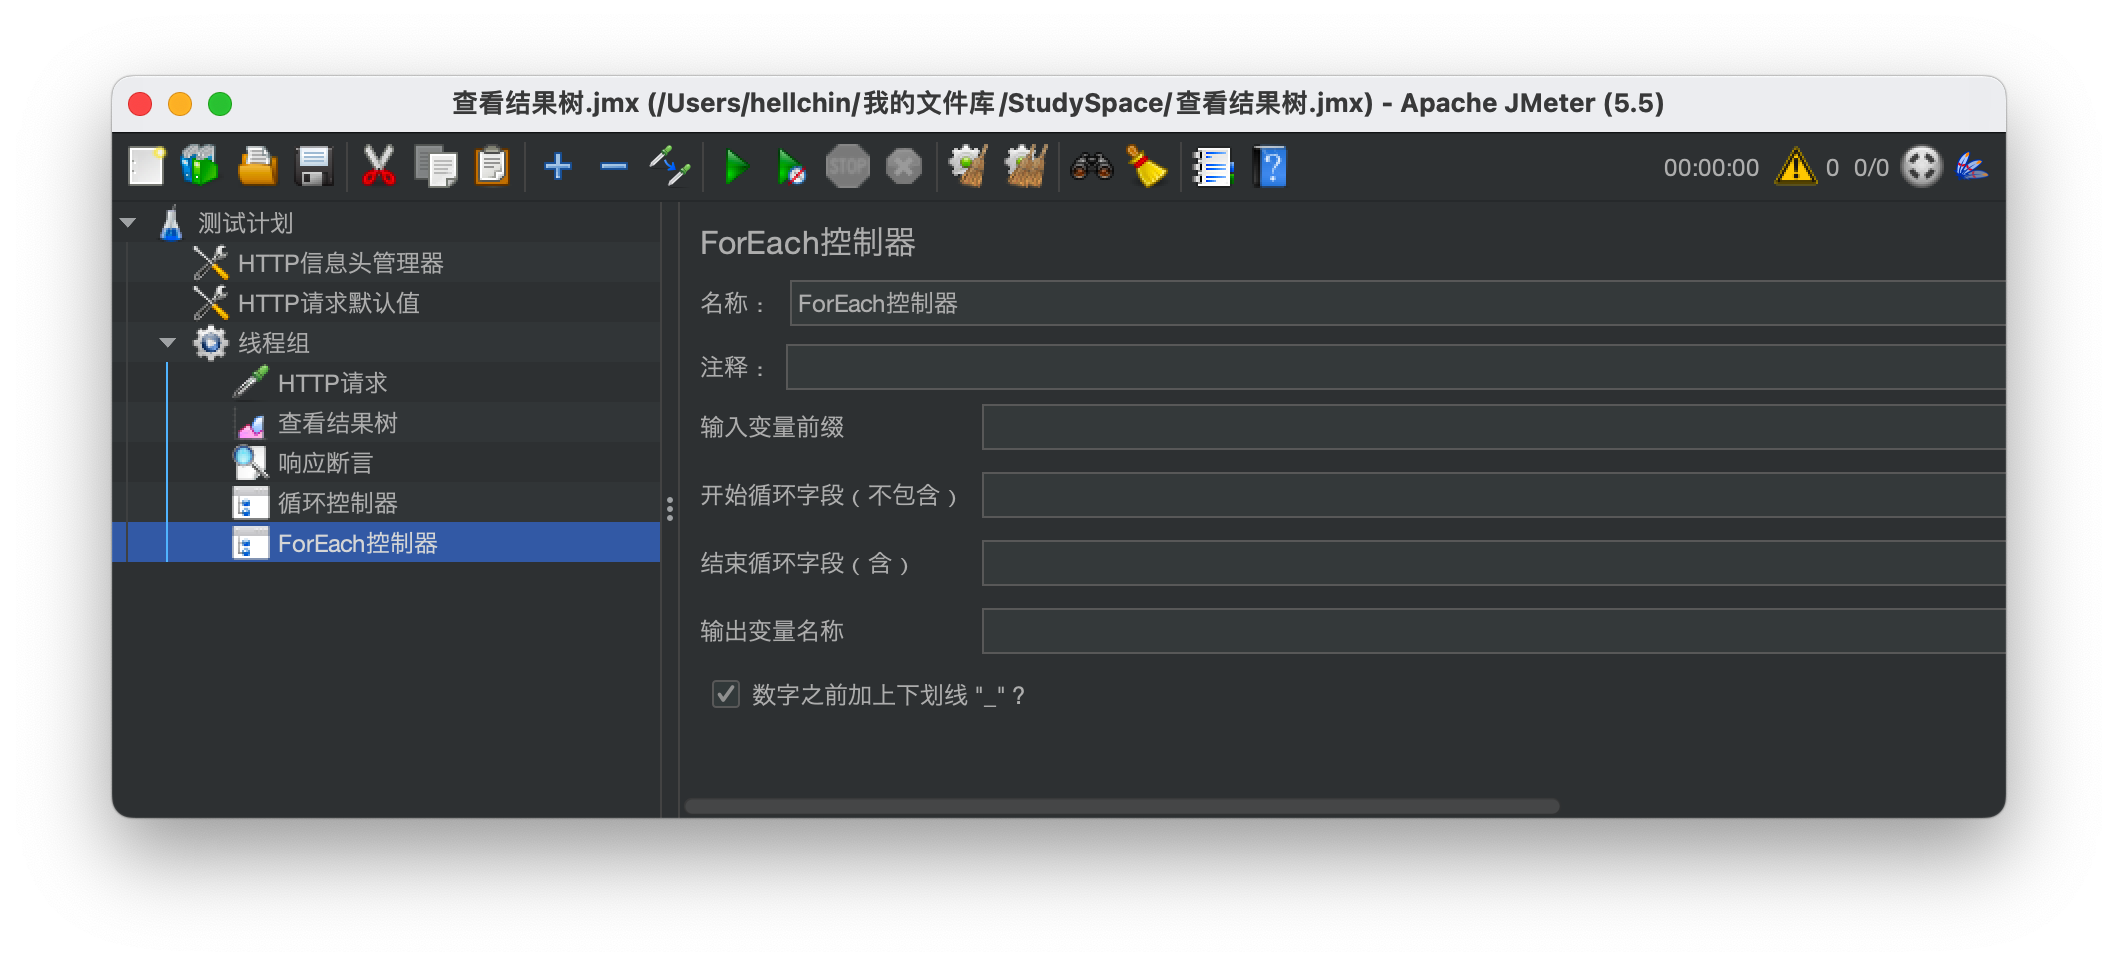 查看结果树.jmx (/Users/hellchin/我的文件库/StudySpace/查看结果树.jmx) - Apache JMeter (5.5)
STOP
00:00:00 0 0/0
测试计划
HTTP信息头管理器
HTTP请求默认值
线程组
HTTP请求
查看结果树
响应断言
循环控制器
ForEach控制器
ForEach控制器
名称：
ForEach控制器
注释：
输入变量前缀
开始循环字段（不包含）
结束循环字段（含）
输出变量名称
数字之前加上下划线 "_" ?